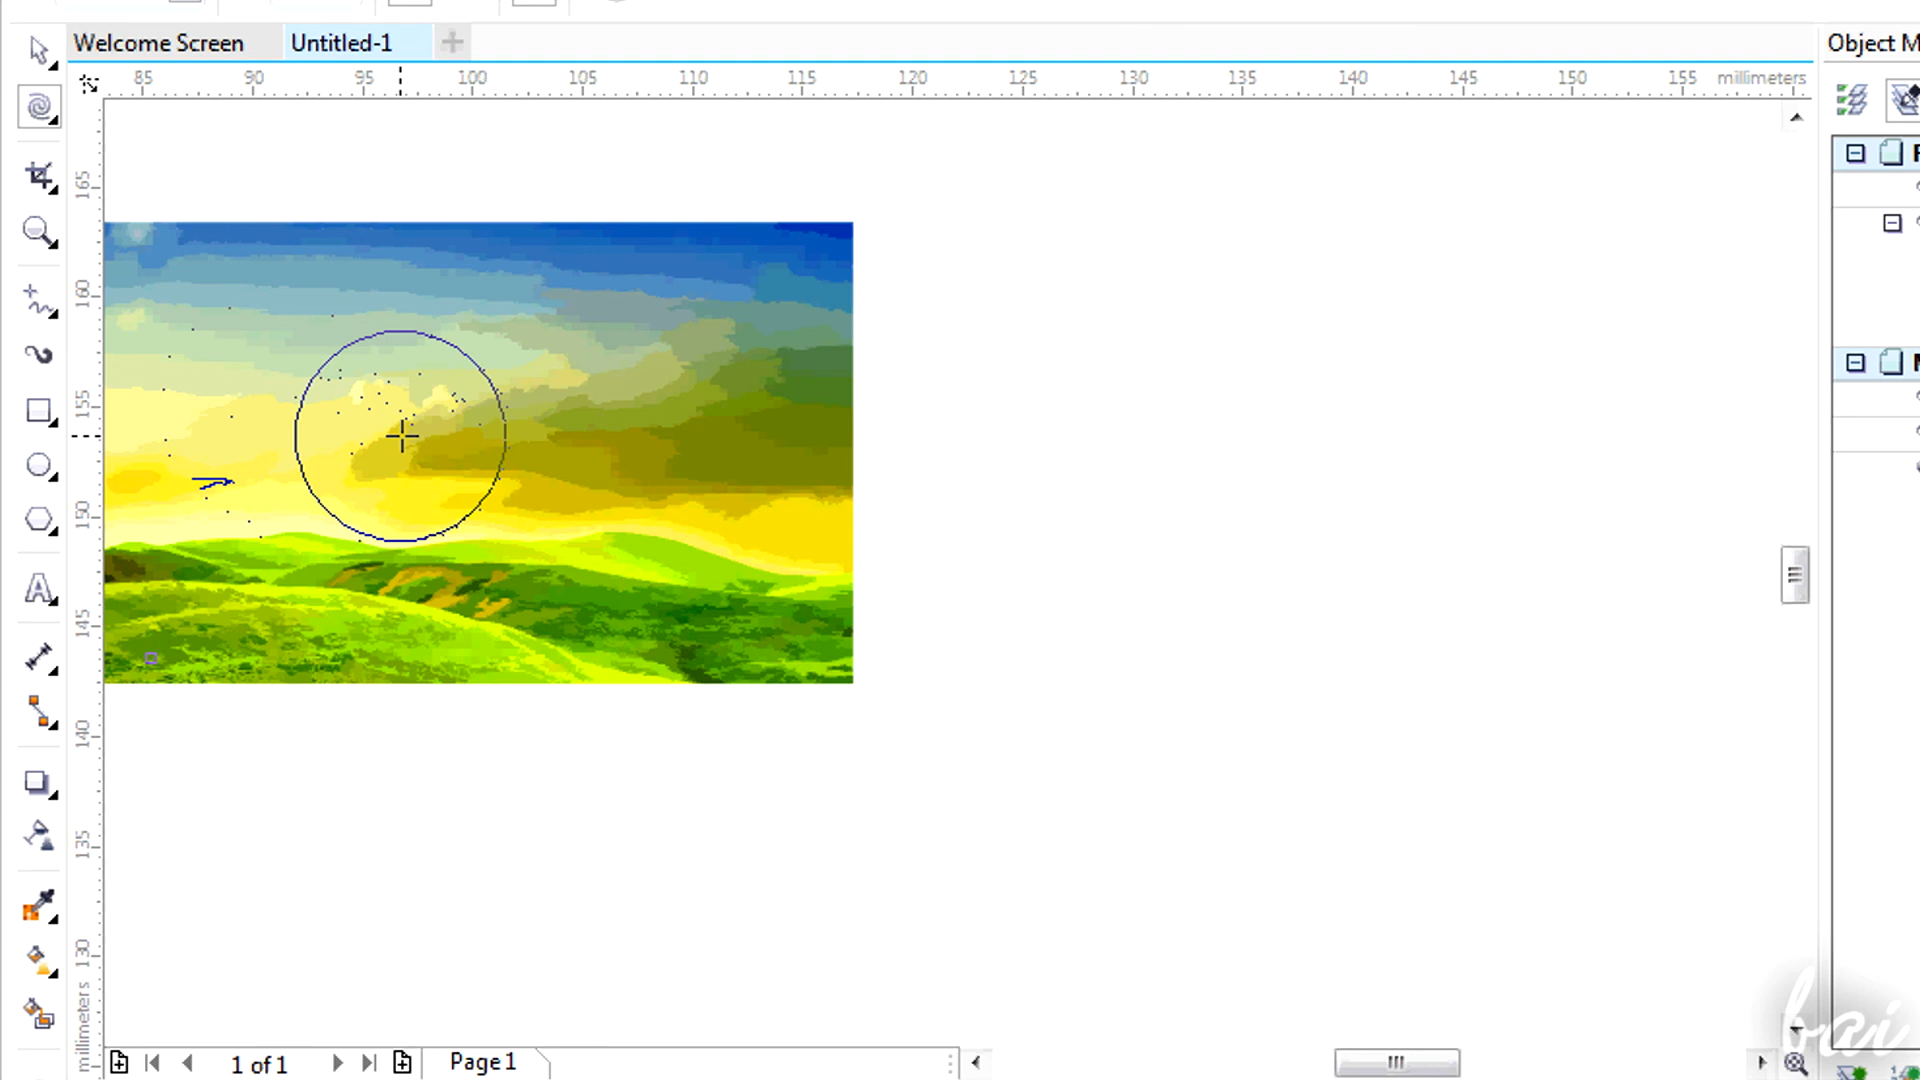 Welcome Screen
Untitled-1
Object M
85 90 95 100 105 110 115 120 125 130 135 140 145 150 155 millimeters
165
160
155
150
145
140
135
130
millimeters
1 of 1
Page 1
bai